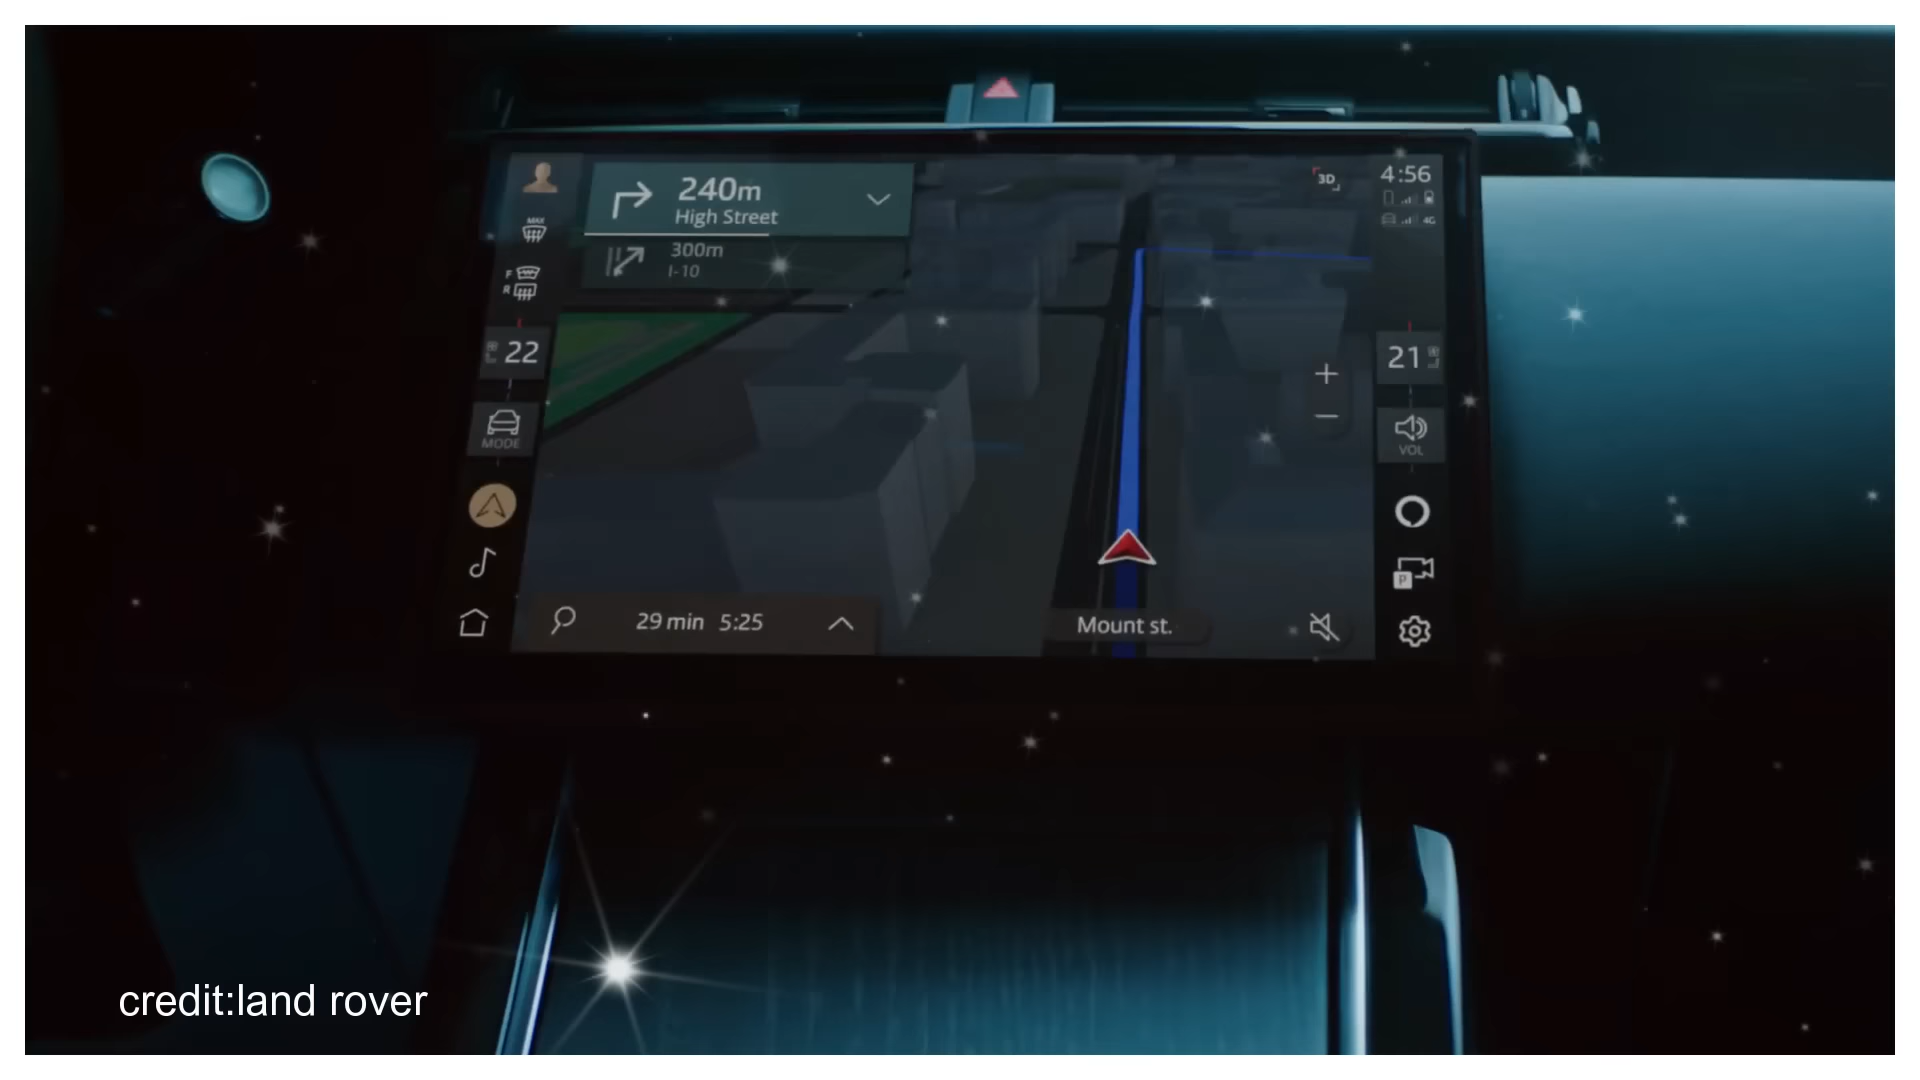 240m
High Street
300m
I-10
3D
4:56
4G
MAX
F
R
22
21
MODE
VOL
P
29 min 5:25
Mount st.
credit:land rover